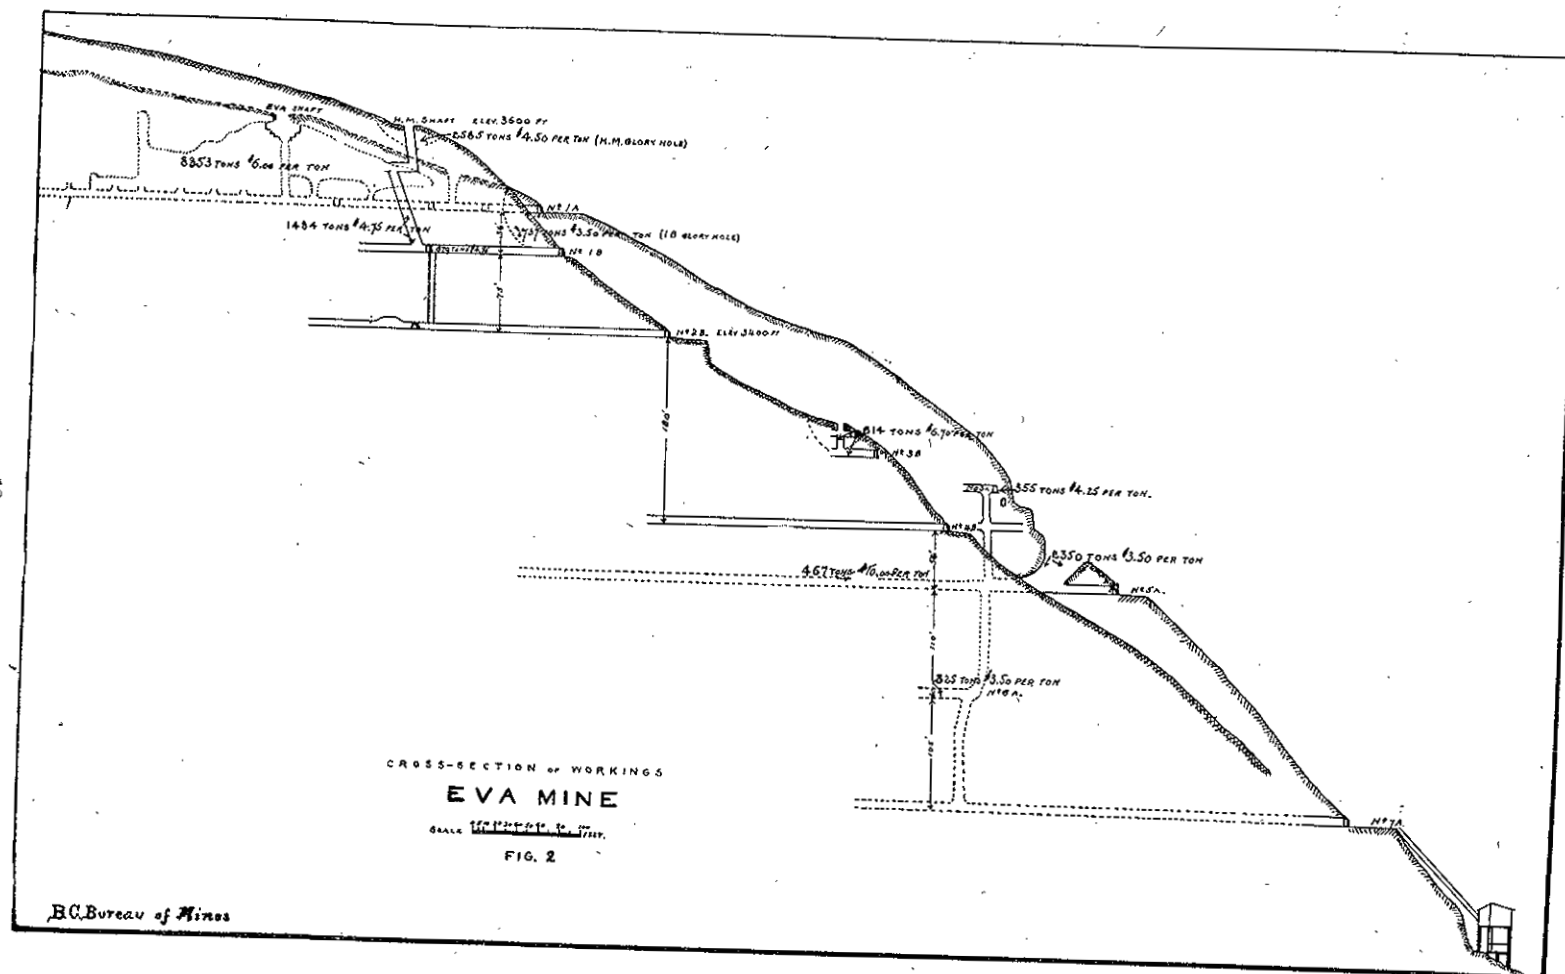 EVA SHAFT
H.M. SHAFT ELEV. 3600 FT
2585 TONS $4.50 PER TON (H.M. GLORY HOLE)
8353 TONS $6.00 PER TON
No 1A
1484 TONS $4.75 PER TON
TONS $3.50 PER TON (1B GLORY HOLE)
No 1B
75'
No 2B. ELEV 3400 FT
180'
814 TONS $6.70 PER TON
No 3B
355 TONS $4.25 PER TON.
No 4B
2350 TONS $3.50 PER TON
467 TONS $10.00 PER TON
No 5A.
110'
325 TONS $3.50 PER TON
No 6A.
105'
CROSS-SECTION OF WORKINGS
EVA MINE
SCALE FEET.
No 7A
FIG. 2
B.C. Bureau of Mines